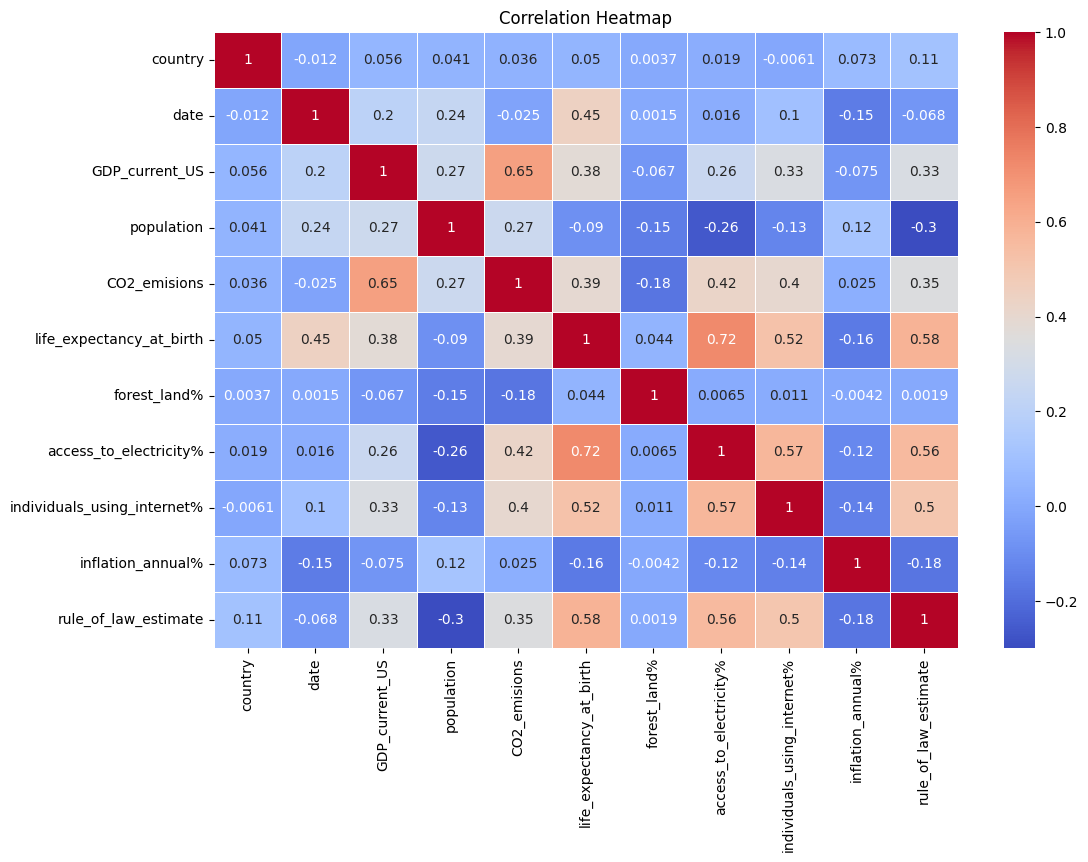 Correlation Heatmap
country 1 -0.012 0.056 0.041 0.036 0.05 0.0037 0.019 -0.0061 0.073 0.11
date -0.012 1 0.2 0.24 -0.025 0.45 0.0015 0.016 0.1 -0.15 -0.068
GDP_current_US 0.056 0.2 1 0.27 0.65 0.38 -0.067 0.26 0.33 -0.075 0.33
population 0.041 0.24 0.27 1 0.27 -0.09 -0.15 -0.26 -0.13 0.12 -0.3
CO2_emisions 0.036 -0.025 0.65 0.27 1 0.39 -0.18 0.42 0.4 0.025 0.35
life_expectancy_at_birth 0.05 0.45 0.38 -0.09 0.39 1 0.044 0.72 0.52 -0.16 0.58
forest_land% 0.0037 0.0015 -0.067 -0.15 -0.18 0.044 1 0.0065 0.011 -0.0042 0.0019
access_to_electricity% 0.019 0.016 0.26 -0.26 0.42 0.72 0.0065 1 0.57 -0.12 0.56
individuals_using_internet% -0.0061 0.1 0.33 -0.13 0.4 0.52 0.011 0.57 1 -0.14 0.5
inflation_annual% 0.073 -0.15 -0.075 0.12 0.025 -0.16 -0.0042 -0.12 -0.14 1 -0.18
rule_of_law_estimate 0.11 -0.068 0.33 -0.3 0.35 0.58 0.0019 0.56 0.5 -0.18 1
country
date
GDP_current_US
population
CO2_emisions
life_expectancy_at_birth
forest_land%
access_to_electricity%
individuals_using_internet%
inflation_annual%
rule_of_law_estimate
1.0
0.8
0.6
0.4
0.2
0.0
−0.2